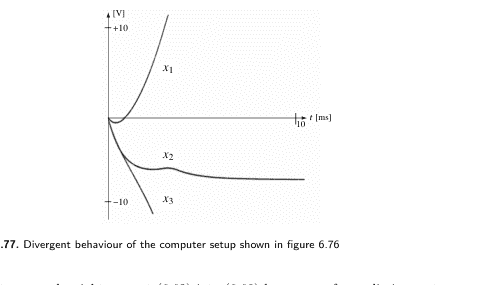 [V]
+10
x1
t [ms]
10
x2
x3
−10
.77. Divergent behaviour of the computer setup shown in figure 6.76